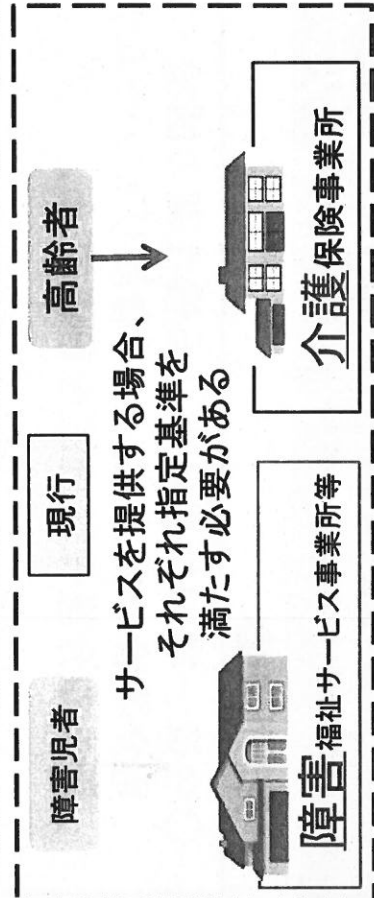 現行
障害児者
高齢者
サービスを提供する場合、
それぞれ指定基準を
満たす必要がある
障害福祉サービス事業所等
介護保険事業所